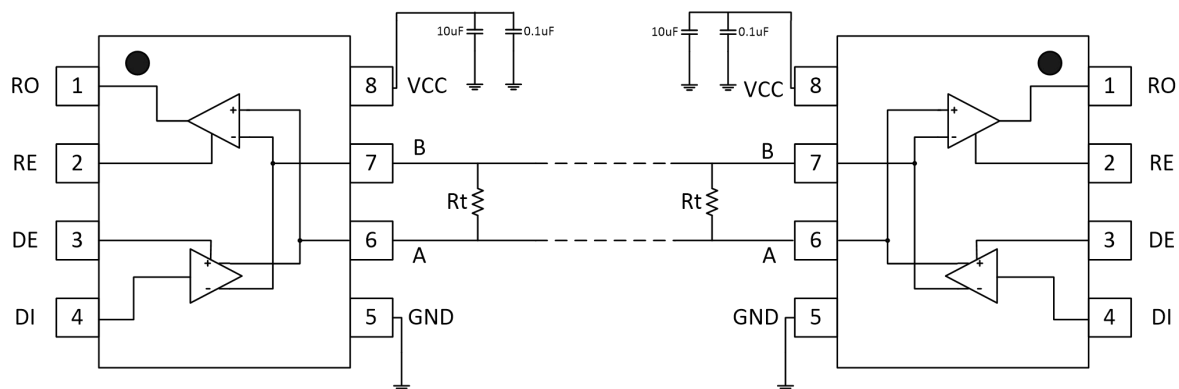 10uF 0.1uF 10uF 0.1uF
RO 1 8 VCC VCC 8 1 RO
+ +
- -
RE 2 7 B B 7 2 RE
Rt Rt
DE 3 6 A A 6 3 DE
+ +
- -
DI 4 5 GND GND 5 4 DI